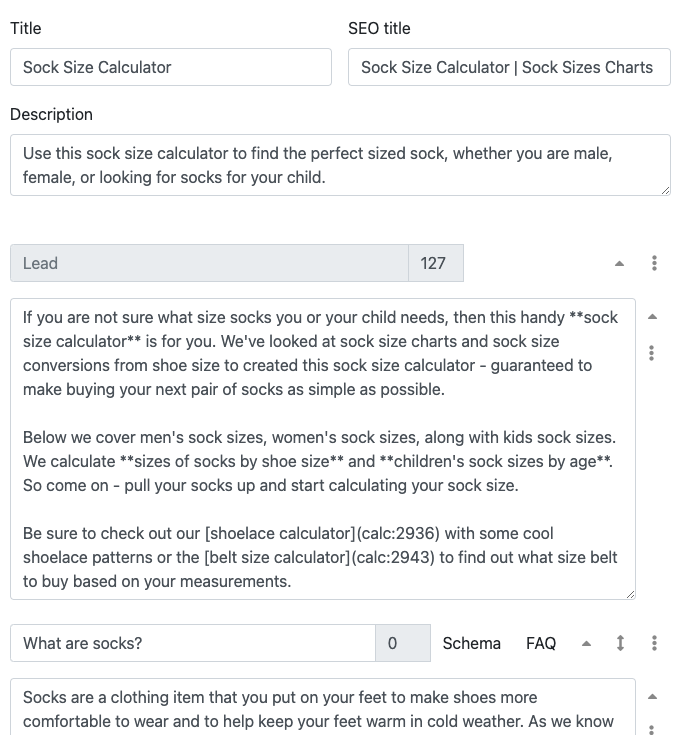 Title
SEO title
Sock Size Calculator
Sock Size Calculator | Sock Sizes Charts
Description
Use this sock size calculator to find the perfect sized sock, whether you are male,
female, or looking for socks for your child.
Lead
127
If you are not sure what size socks you or your child needs, then this handy **sock
size calculator** is for you. We've looked at sock size charts and sock size
conversions from shoe size to created this sock size calculator - guaranteed to
make buying your next pair of socks as simple as possible.
Below we cover men's sock sizes, women's sock sizes, along with kids sock sizes.
We calculate **sizes of socks by shoe size** and **children's sock sizes by age**.
So come on - pull your socks up and start calculating your sock size.
Be sure to check out our [shoelace calculator](calc:2936) with some cool
shoelace patterns or the [belt size calculator](calc:2943) to find out what size belt
to buy based on your measurements.
What are socks?
0
Schema
FAQ
Socks are a clothing item that you put on your feet to make shoes more
comfortable to wear and to help keep your feet warm in cold weather. As we know